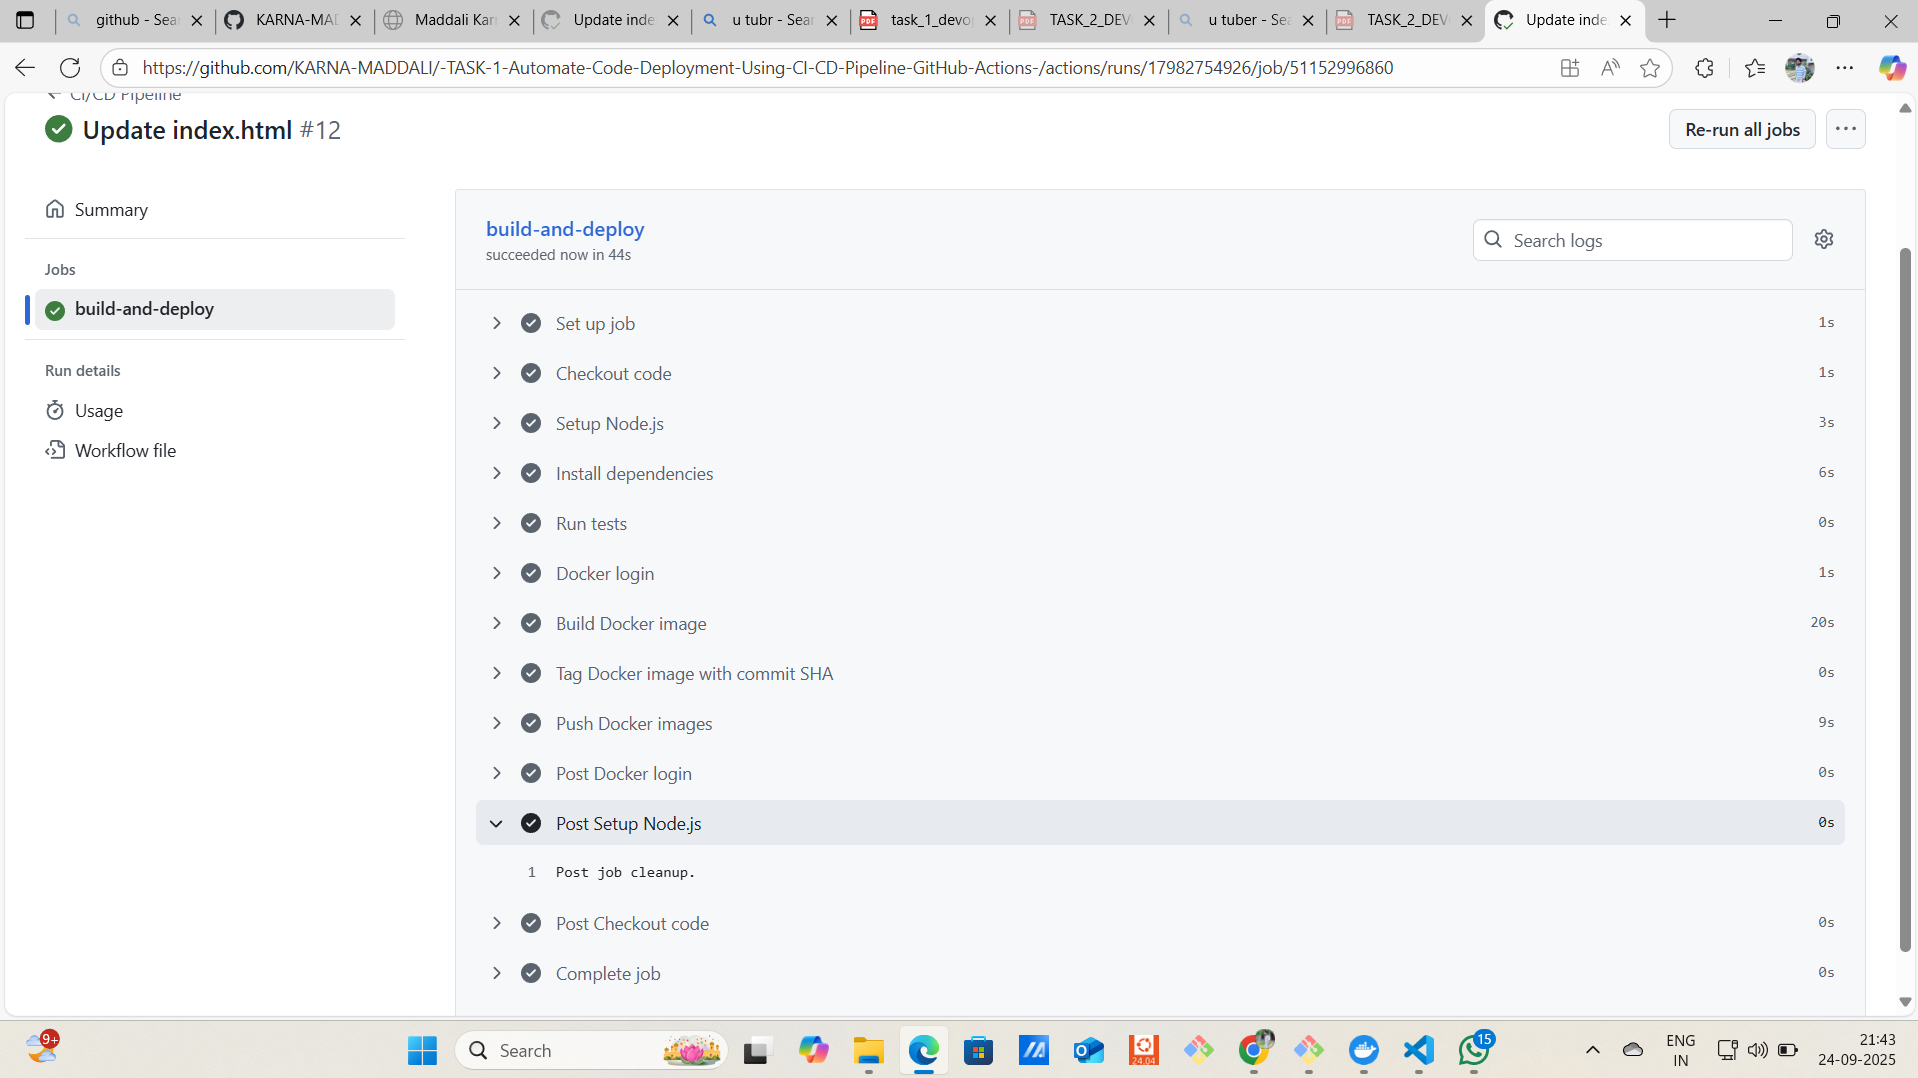 github - Sea
KARNA-MAD
Maddali Karn
Update inde
u tubr - Sear
task_1_devop
TASK_2_DEV
u tuber - Sea
TASK_2_DEV
Update inde
https://github.com/KARNA-MADDALI/-TASK-1-Automate-Code-Deployment-Using-CI-CD-Pipeline-GitHub-Actions-/actions/runs/17982754926/job/51152996860
CI/CD Pipeline
Update index.html #12
Re-run all jobs
Summary
Jobs
build-and-deploy
Run details
Usage
Workflow file
build-and-deploy
succeeded now in 44s
Search logs
Set up job 1s
Checkout code 1s
Setup Node.js 3s
Install dependencies 6s
Run tests 0s
Docker login 1s
Build Docker image 20s
Tag Docker image with commit SHA 0s
Push Docker images 9s
Post Docker login 0s
Post Setup Node.js 0s
1 Post job cleanup.
Post Checkout code 0s
Complete job 0s
9+
Search
24.04
15
ENG
IN
21:43
24-09-2025